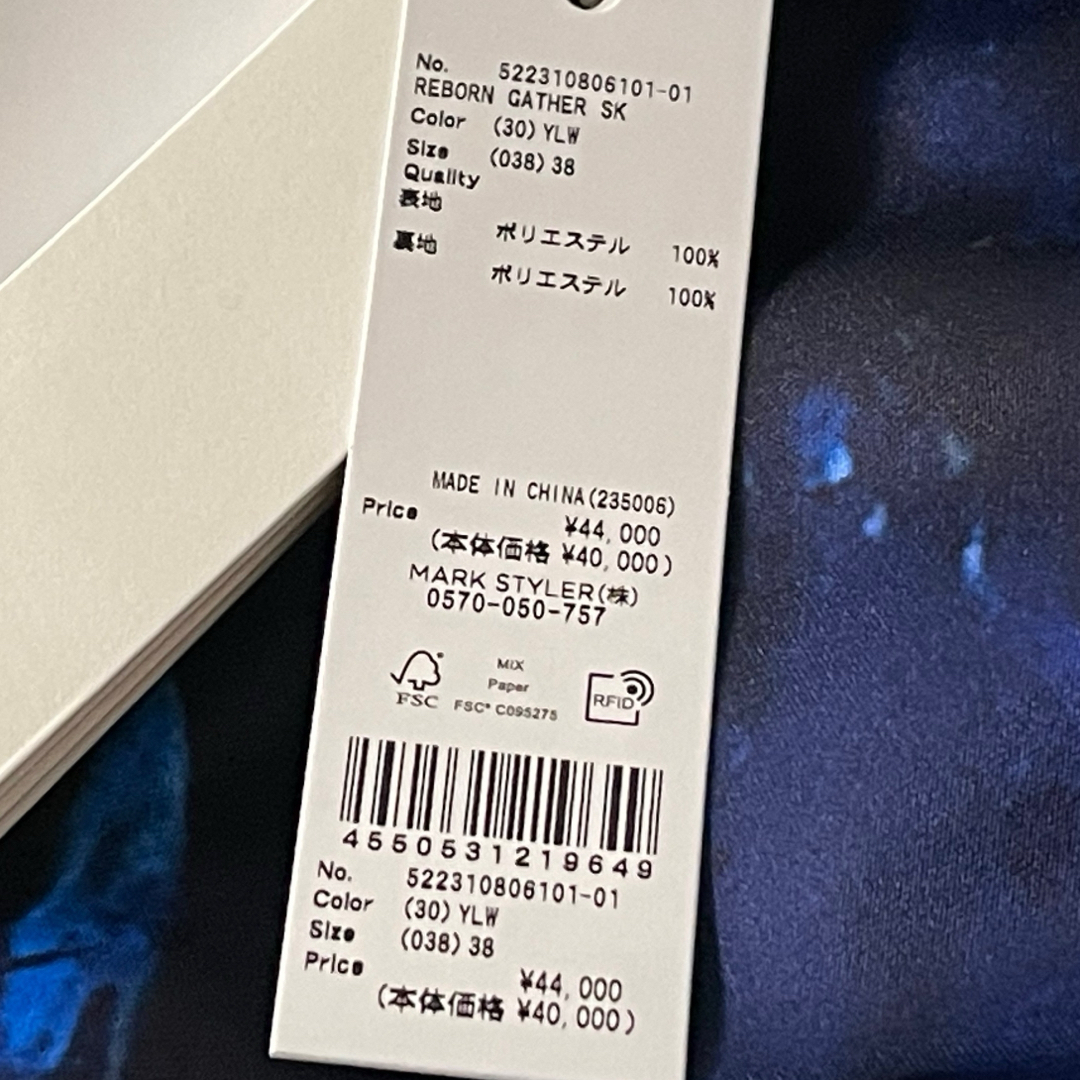 No. 522310806101-01
REBORN GATHER SK
Color (30) YLW
Size (038) 38
Quality
表地
ポリエステル 100%
裏地
ポリエステル 100%
MADE IN CHINA(235006)
Price ¥44,000
(本体価格 ¥40,000)
MARK STYLER(株)
0570-050-757
FSC
MIX
Paper
FSC® C095275
RFID
4550531219649
No. 522310806101-01
Color (30) YLW
Size (038) 38
Price ¥44,000
(本体価格 ¥40,000)